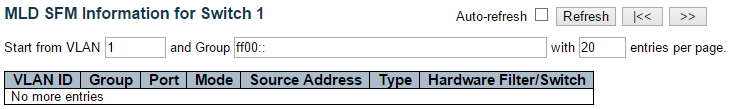 MLD SFM Information for Switch 1
Auto-refresh Refresh |<< >>
Start from VLAN 1 and Group ff00:: with 20 entries per page.
VLAN ID Group Port Mode Source Address Type Hardware Filter/Switch
No more entries